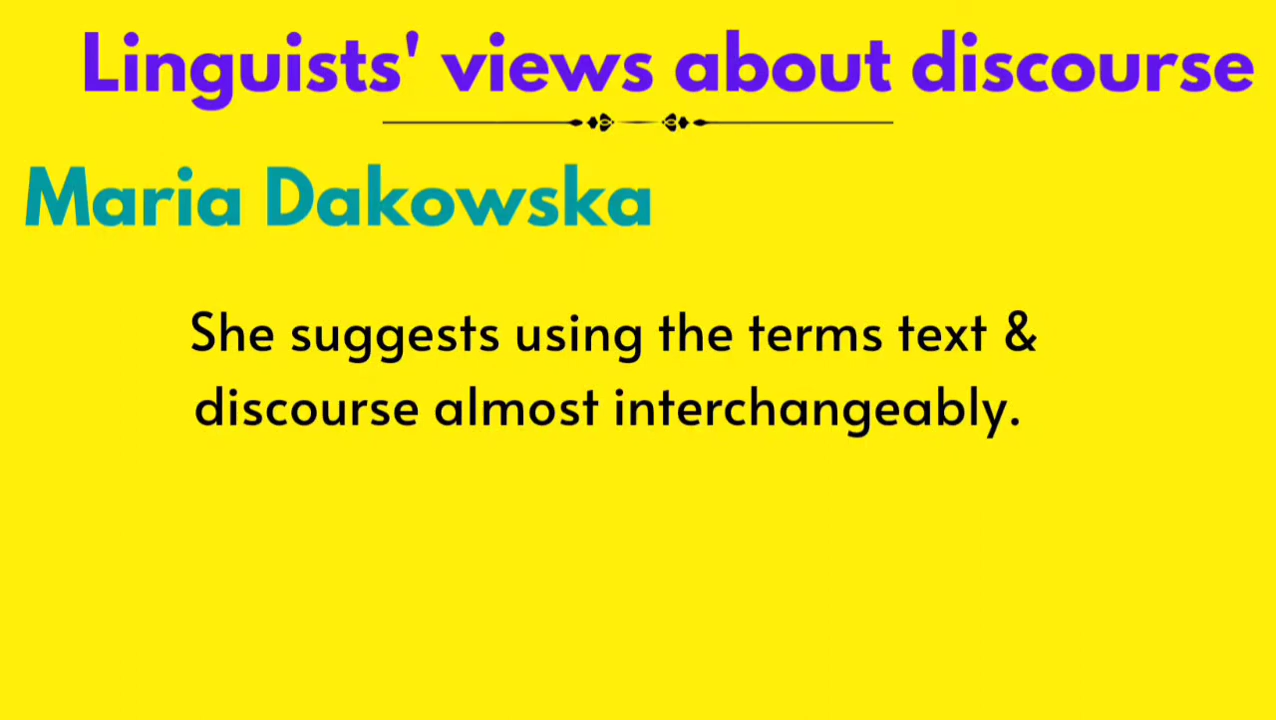 Linguists' views about discourse
Maria Dakowska
She suggests using the terms text &
discourse almost interchangeably.